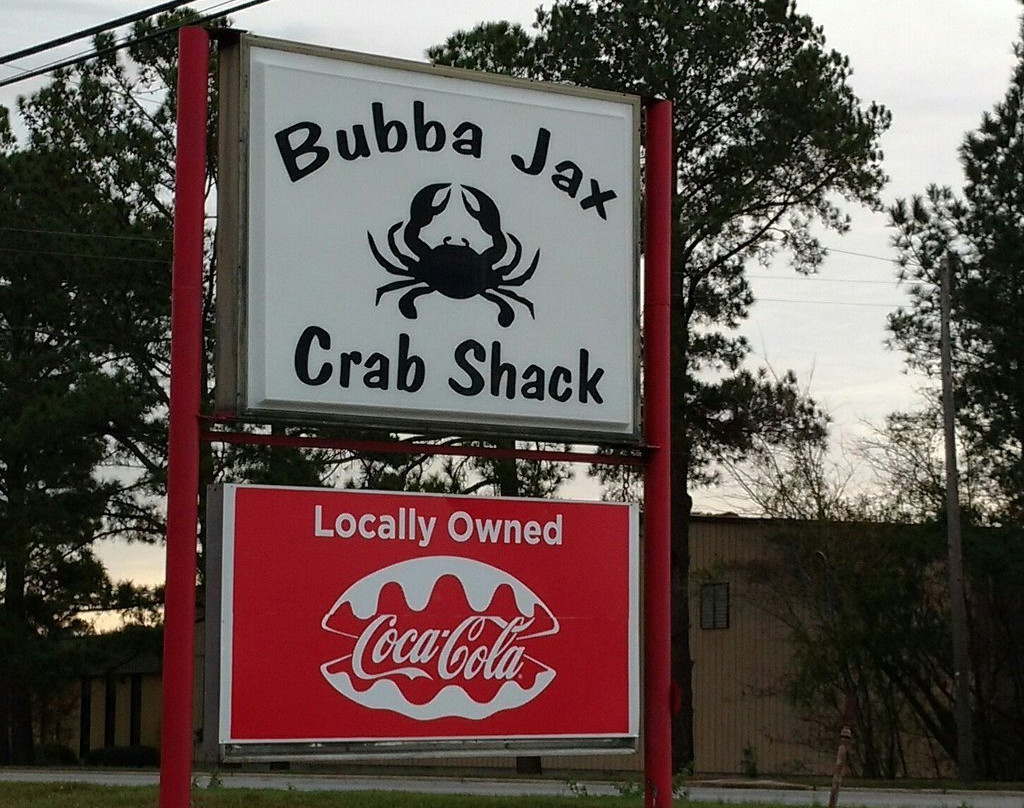 Bubba Jax
Crab Shack
Locally Owned
Coca-Cola